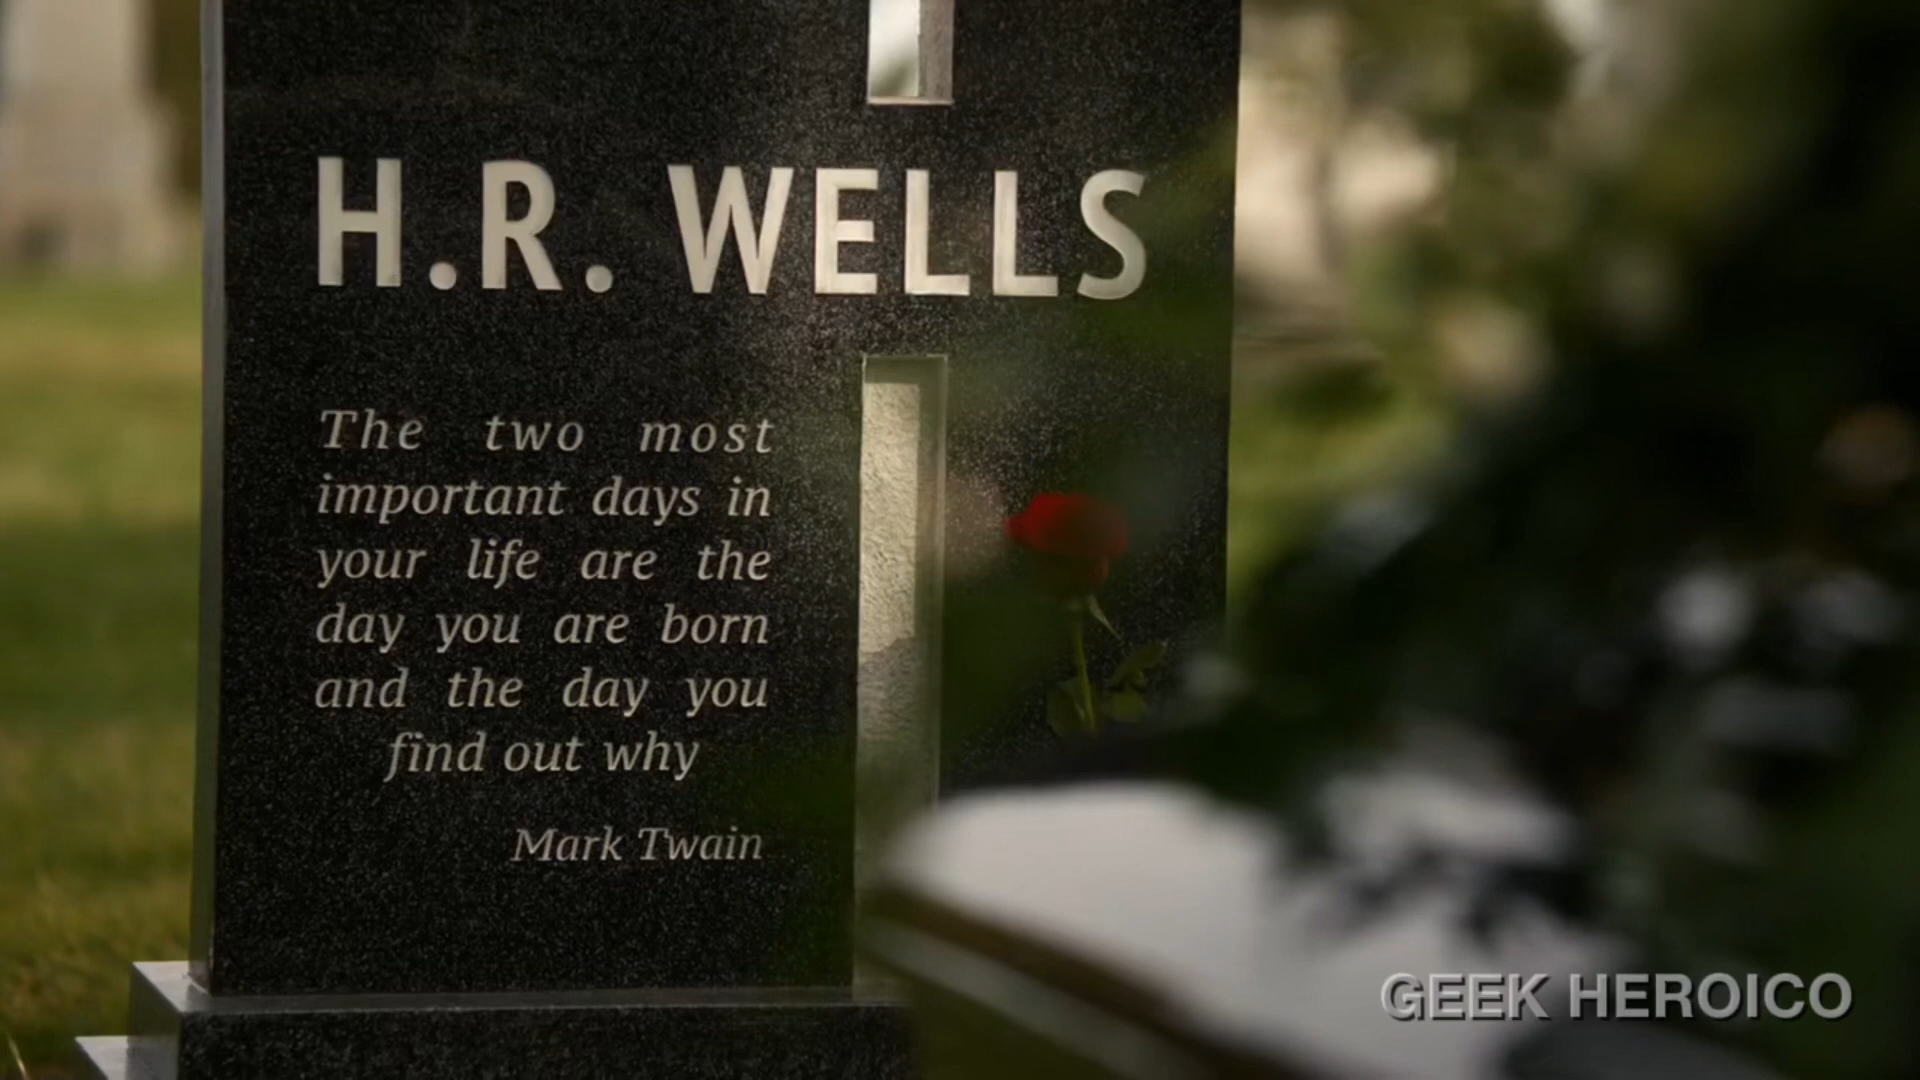 H.R. WELLS
The two most
important days in
your life are the
day you are born
and the day you
find out why
Mark Twain
GEEK HEROICO